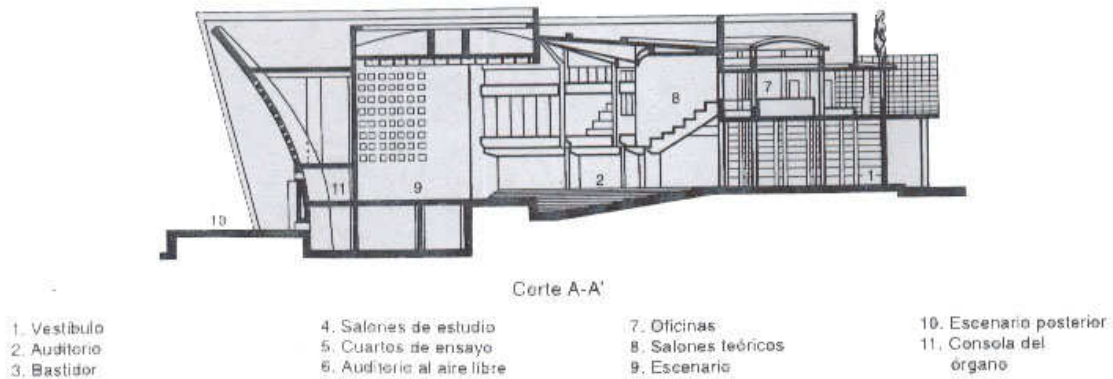 7
8
9
11
2
1
10
Corte A-A'
1. Vestíbulo
2. Auditorio
3. Bastidor
4. Salones de estudio
5. Cuartos de ensayo
6. Auditorio al aire libre
7. Oficinas
8. Salones teóricos
9. Escenario
10. Escenario posterior
11. Consola del
órgano